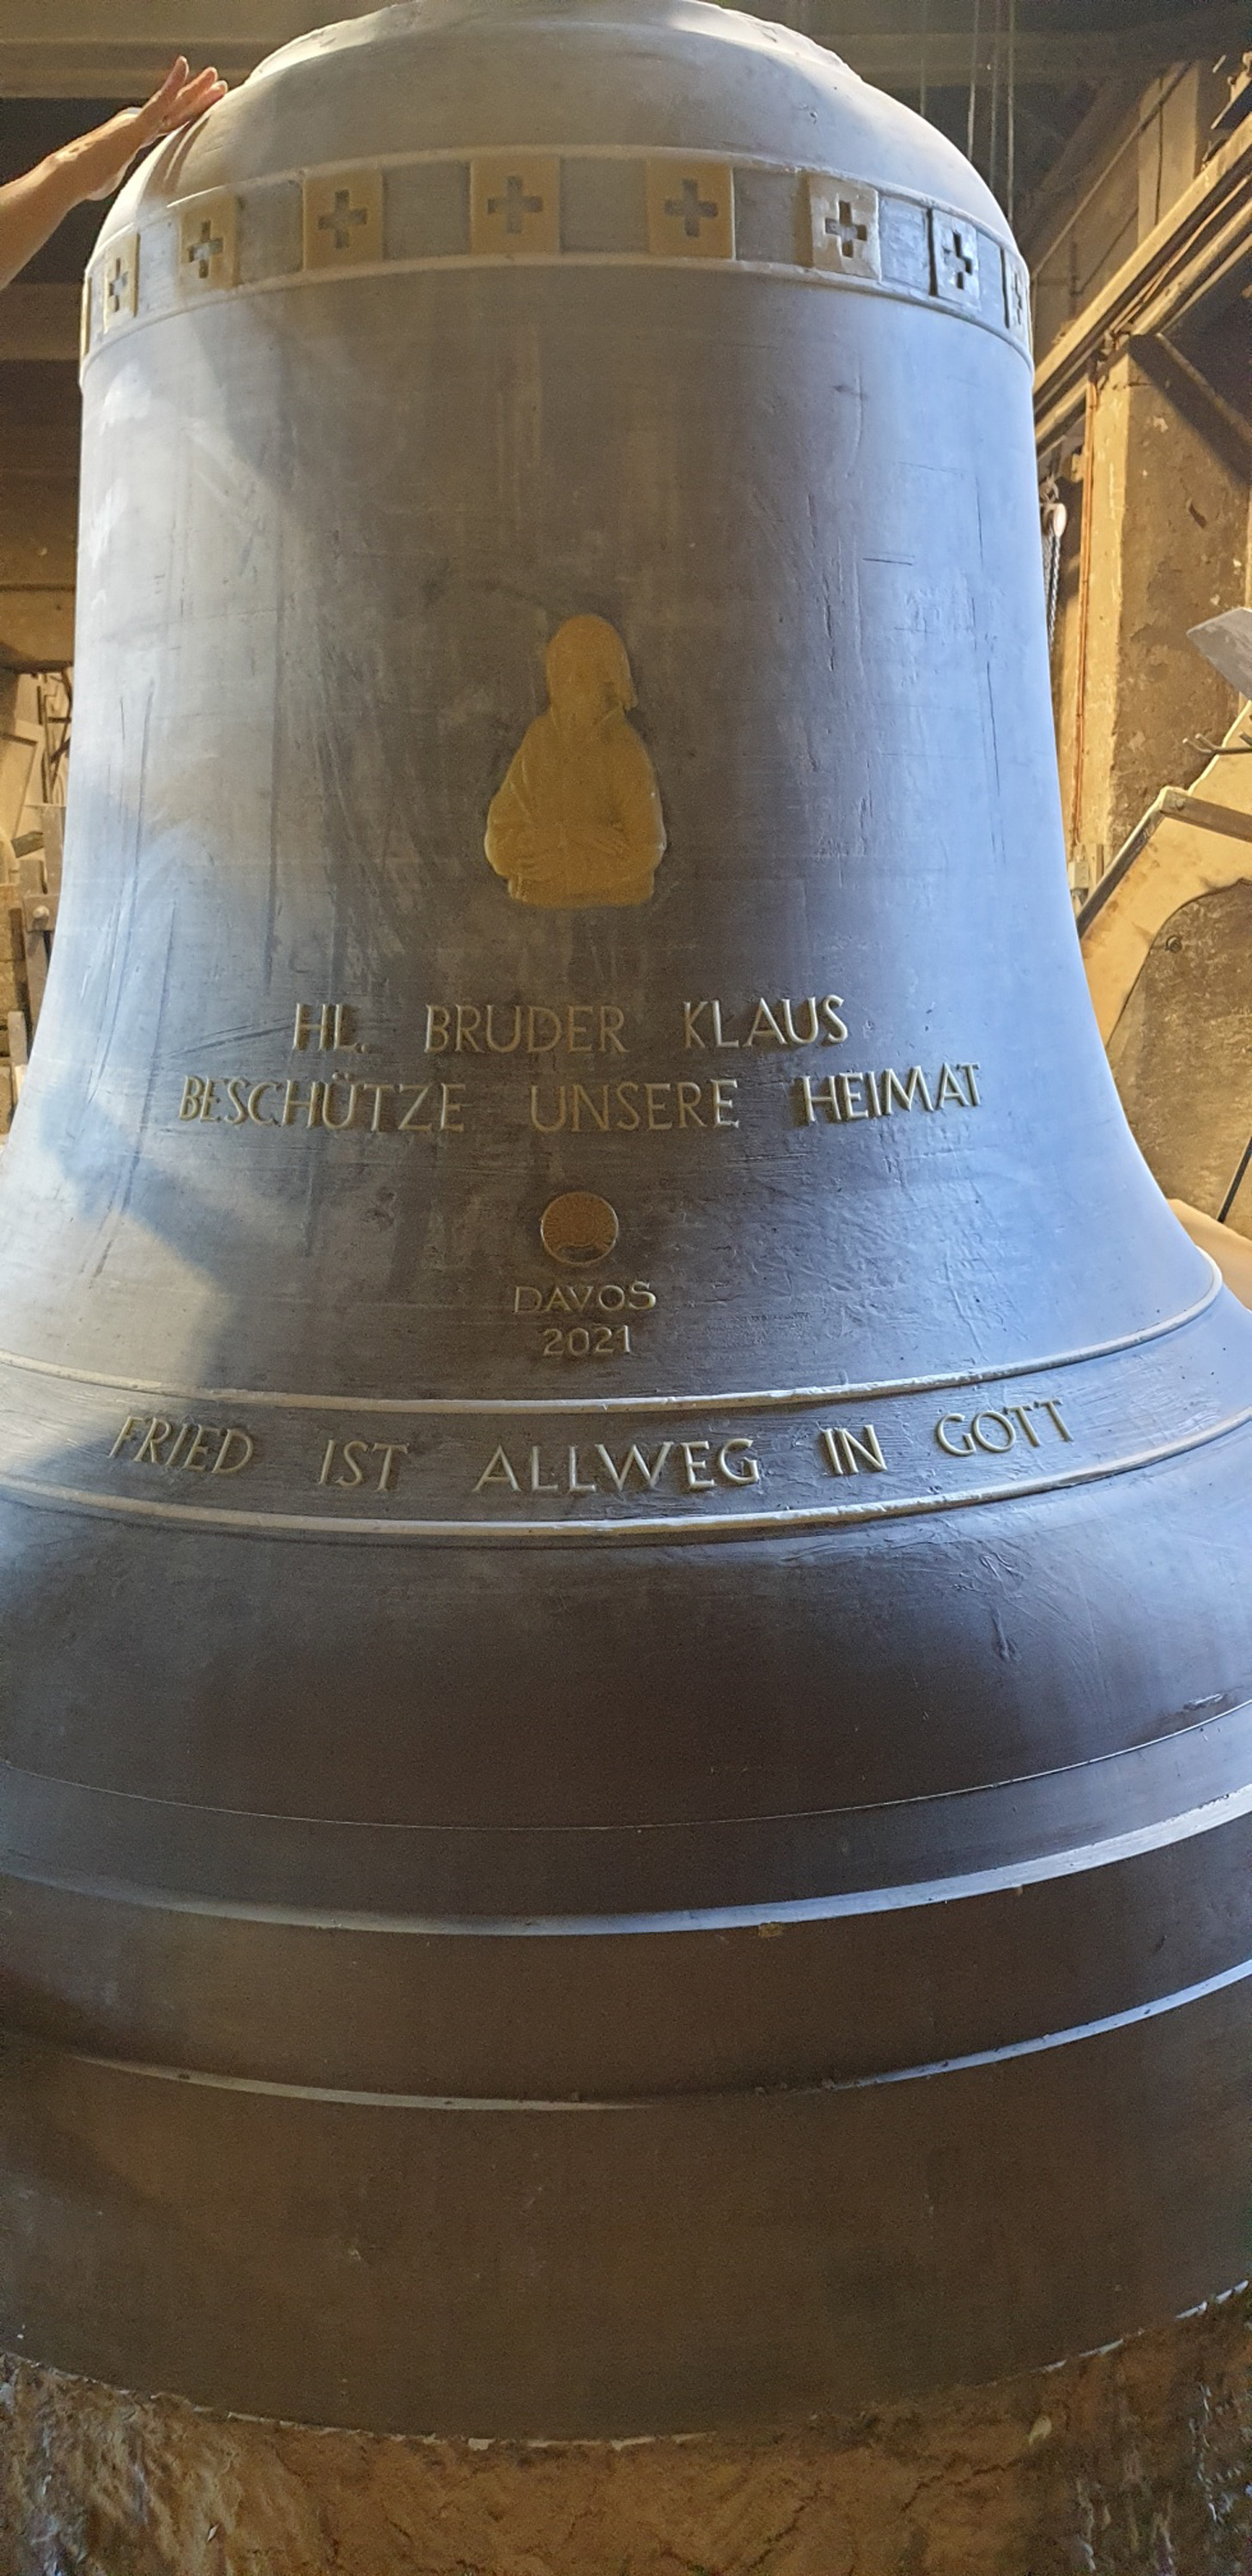 HL. BRUDER KLAUS
BESCHÜTZE UNSERE HEIMAT
DAVOS
2021
FRIED IST ALLWEG IN GOTT